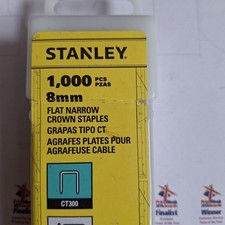 STANLEY
1,000 PCS
PZAS
8mm
FLAT NARROW
CROWN STAPLES
GRAPAS TIPO CT
AGRAFES PLATES POUR
AGRAFEUSE CABLE
CT300
Finalist
Winner